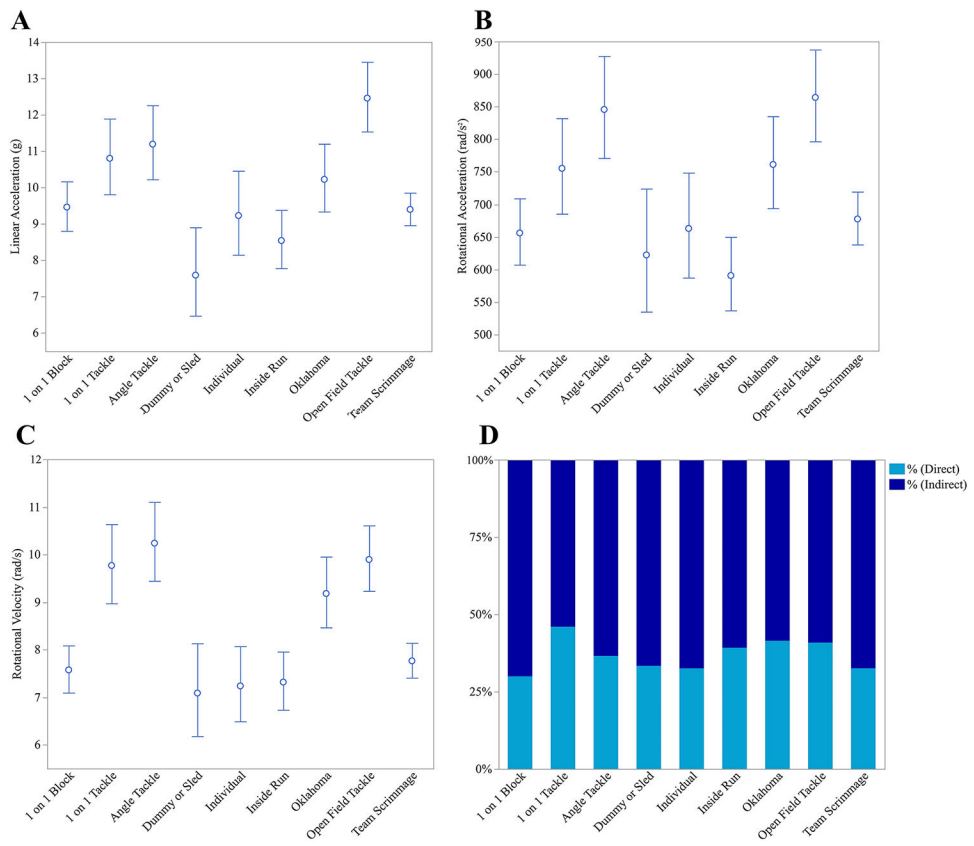 A
Linear Acceleration (g)
14
13
12
11
10
9
8
7
6
1 on 1 Block
1 on 1 Tackle
Angle Tackle
Dummy or Sled
Individual
Inside Run
Oklahoma
Open Field Tackle
Team Scrimmage
B
Rotational Acceleration (rad/s²)
950
900
850
800
750
700
650
600
550
500
1 on 1 Block
1 on 1 Tackle
Angle Tackle
Dummy or Sled
Individual
Inside Run
Oklahoma
Open Field Tackle
Team Scrimmage
C
Rotational Velocity (rad/s)
12
11
10
9
8
7
6
1 on 1 Block
1 on 1 Tackle
Angle Tackle
Dummy or Sled
Individual
Inside Run
Oklahoma
Open Field Tackle
Team Scrimmage
D
100%
75%
50%
25%
0%
1 on 1 Block
1 on 1 Tackle
Angle Tackle
Dummy or Sled
Individual
Inside Run
Oklahoma
Open Field Tackle
Team Scrimmage
% (Direct)
% (Indirect)